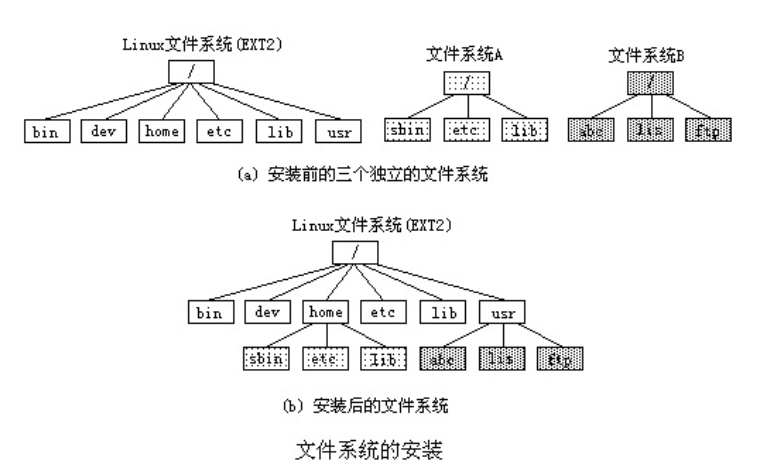 Linux文件系统(EXT2) 文件系统A 文件系统B
/ / /
bin dev home etc lib usr sbin etc lib abc lis ftp
(a) 安装前的三个独立的文件系统
Linux文件系统(EXT2)
/
bin dev home etc lib usr
sbin etc lib abc lis ftp
(b) 安装后的文件系统
文件系统的安装